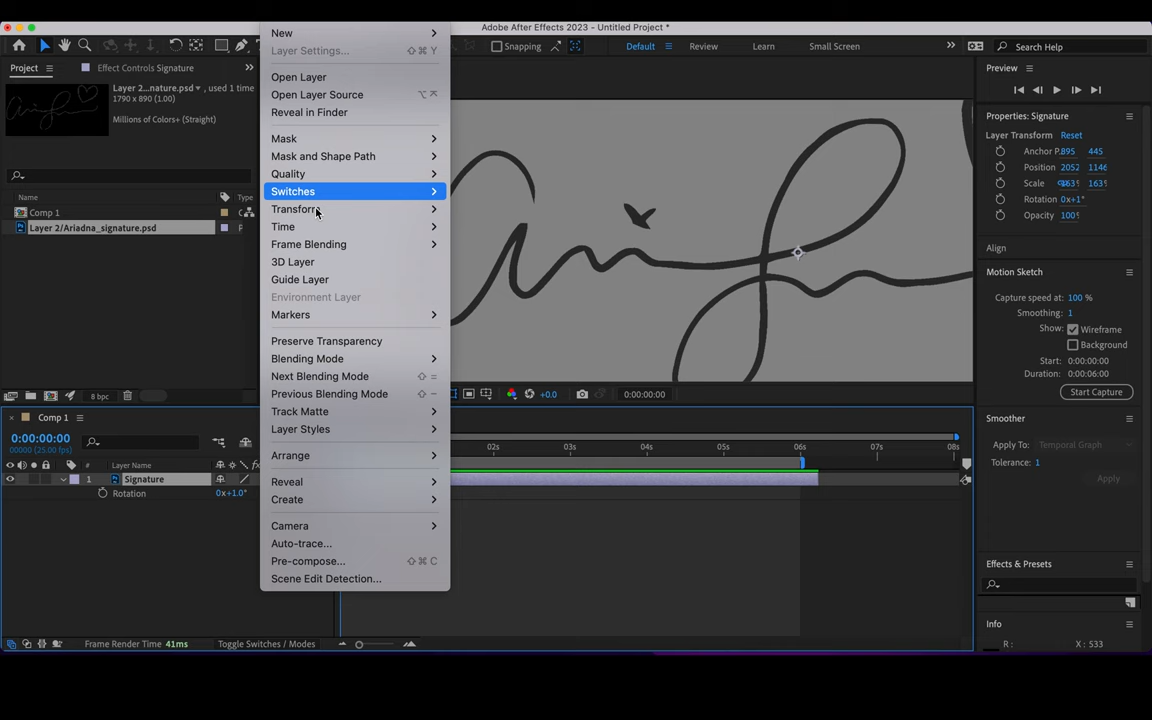 Adobe After Effects 2023 - Untitled Project *
Snapping
Default
Review
Learn
Small Screen
Search Help
Project
Effect Controls Signature
Layer 2...nature.psd, used 1 time
1790 x 890 (1.00)
Millions of Colors+ (Straight)
Name
Type
Comp 1
Layer 2/Ariadna_signature.psd
8 bpc
New
Layer Settings... ⇧⌘Y
Open Layer
Open Layer Source
Reveal in Finder
Mask
Mask and Shape Path
Quality
Switches
Transform
Time
Frame Blending
3D Layer
Guide Layer
Environment Layer
Markers
Preserve Transparency
Blending Mode
Next Blending Mode ⇧=
Previous Blending Mode ⇧−
Track Matte
Layer Styles
Arrange
Reveal
Create
Camera
Auto-trace...
Pre-compose... ⇧⌘C
Scene Edit Detection...
+0.0
0:00:00:00
Preview
Properties: Signature
Layer Transform Reset
Anchor P. 895 445
Position 2052 1146
Scale 163% 163%
Rotation 0x+1°
Opacity 100%
Align
Motion Sketch
Capture speed at: 100 %
Smoothing: 1
Show: Wireframe
Background
Start: 0:00:00:00
Duration: 0:00:06:00
Start Capture
Smoother
Apply To: Temporal Graph
Tolerance: 1
Apply
Effects & Presets
Info
R:
X: 533
Comp 1
0:00:00:00
00000 (25.00 fps)
# Layer Name
1 Signature
Rotation 0x+1.0°
02s 03s 04s 05s 06s 07s 08s
Frame Render Time 41ms
Toggle Switches / Modes